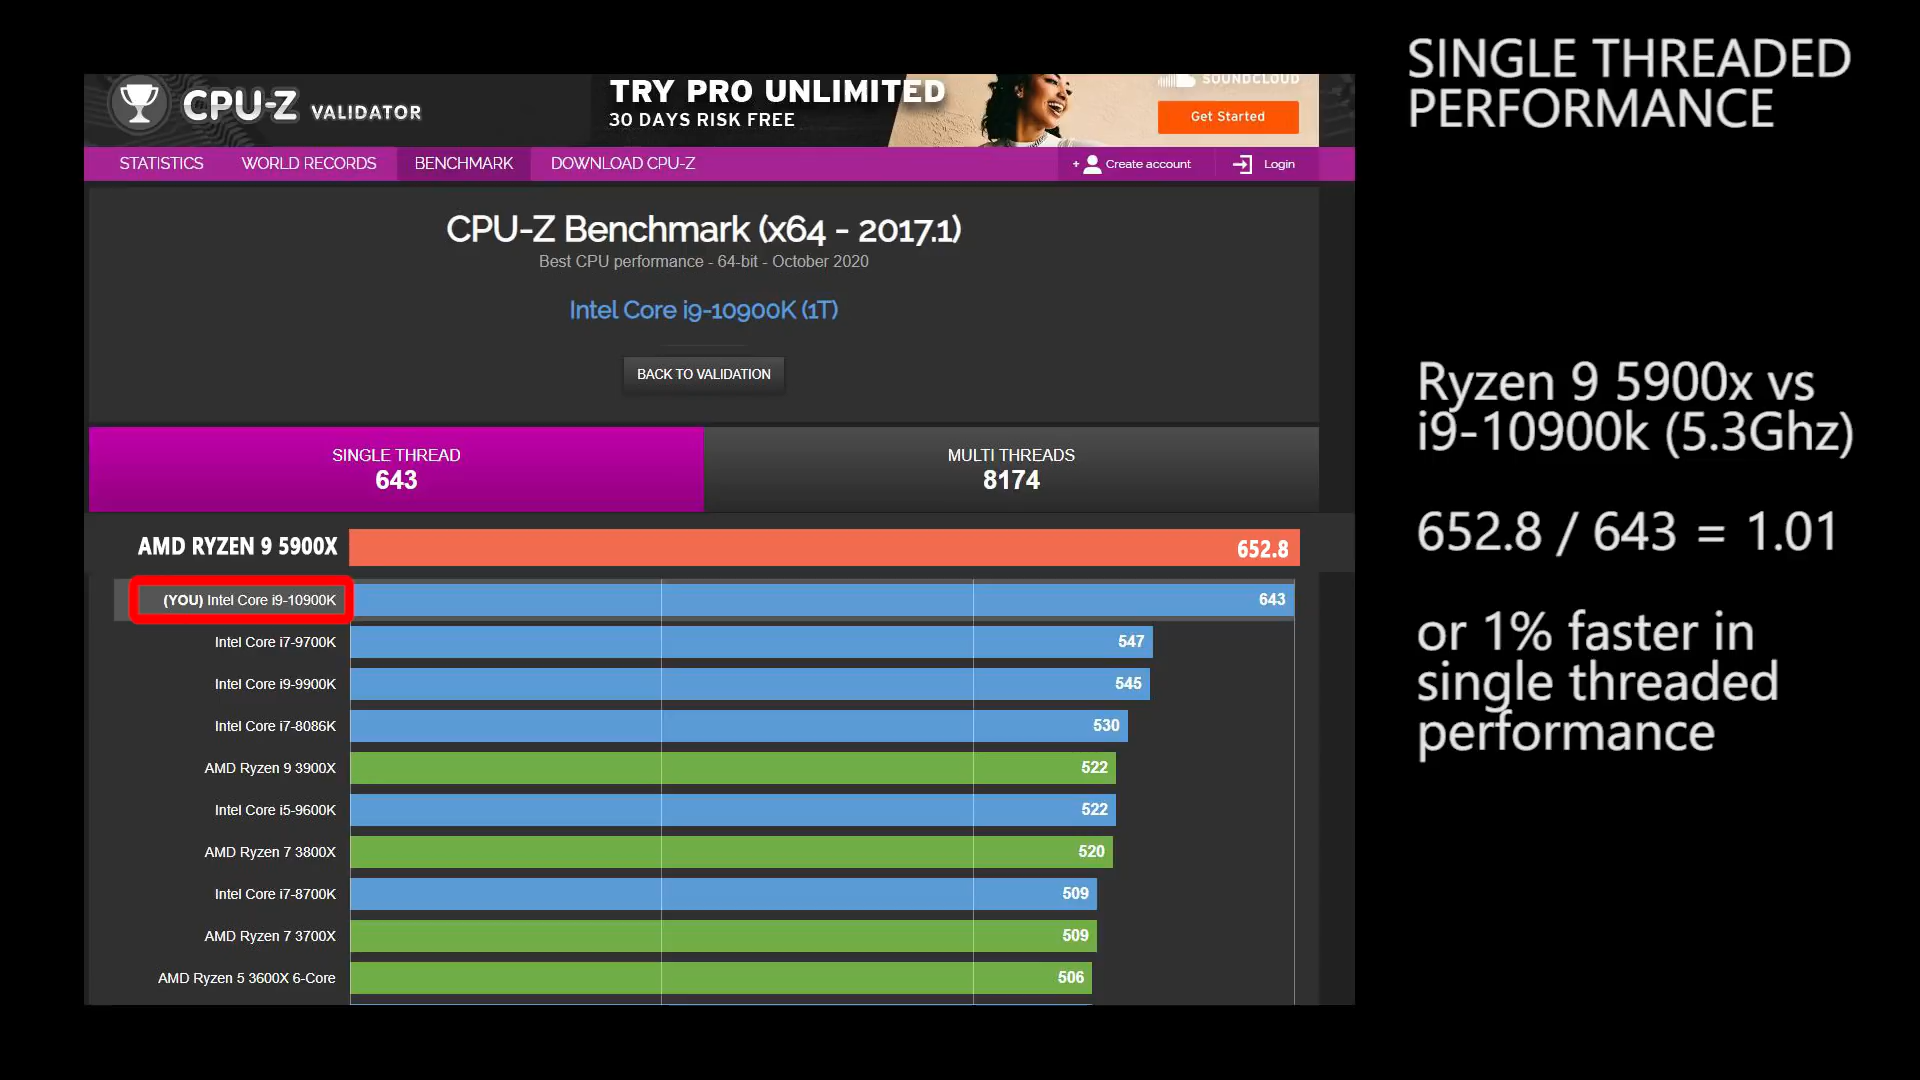 SINGLE THREADED
PERFORMANCE
CPU-Z VALIDATOR
TRY PRO UNLIMITED
30 DAYS RISK FREE
SOUNDCLOUD
Get Started
STATISTICS WORLD RECORDS BENCHMARK DOWNLOAD CPU-Z + Create account Login
CPU-Z Benchmark (x64 - 2017.1)
Best CPU performance - 64-bit - October 2020
Intel Core i9-10900K (1T)
BACK TO VALIDATION
SINGLE THREAD
643
MULTI THREADS
8174
AMD RYZEN 9 5900X 652.8
(YOU) Intel Core i9-10900K 643
Intel Core i7-9700K 547
Intel Core i9-9900K 545
Intel Core i7-8086K 530
AMD Ryzen 9 3900X 522
Intel Core i5-9600K 522
AMD Ryzen 7 3800X 520
Intel Core i7-8700K 509
AMD Ryzen 7 3700X 509
AMD Ryzen 5 3600X 6-Core 506
Ryzen 9 5900x vs
i9-10900k (5.3Ghz)
652.8 / 643 = 1.01
or 1% faster in
single threaded
performance